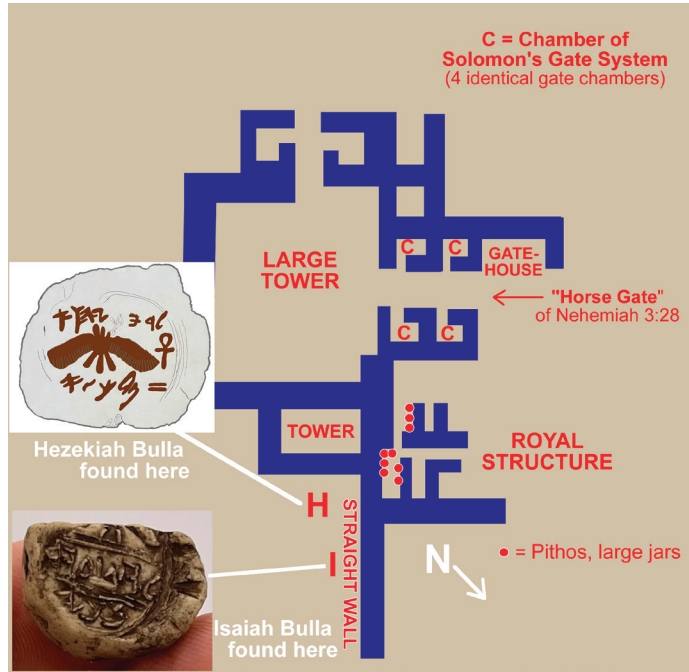 C = Chamber of
Solomon's Gate System
(4 identical gate chambers)
C
C
GATE-
HOUSE
LARGE
TOWER
"Horse Gate"
of Nehemiah 3:28
C
C
TOWER
ROYAL
STRUCTURE
Hezekiah Bulla
found here
H
STRAIGHT WALL
I
N
= Pithos, large jars
Isaiah Bulla
found here